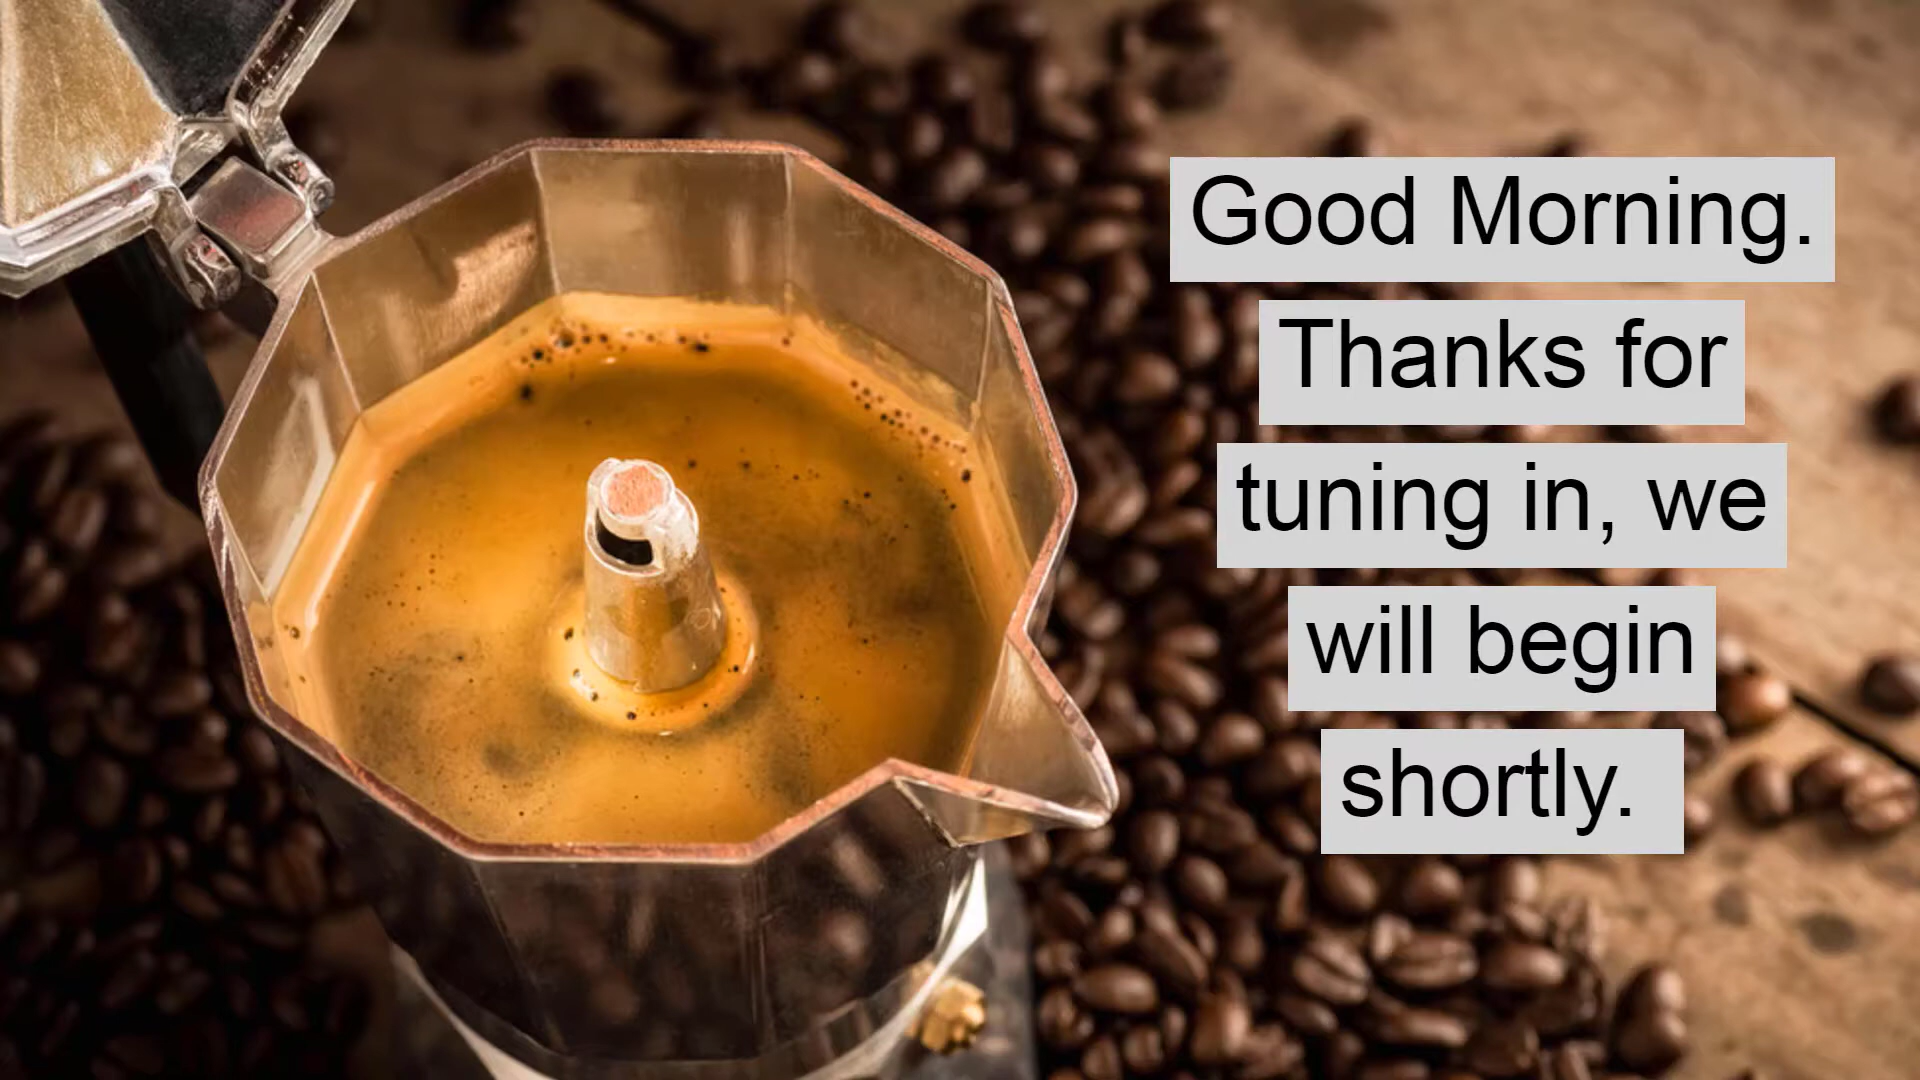 Good Morning.
Thanks for
tuning in, we
will begin
shortly.